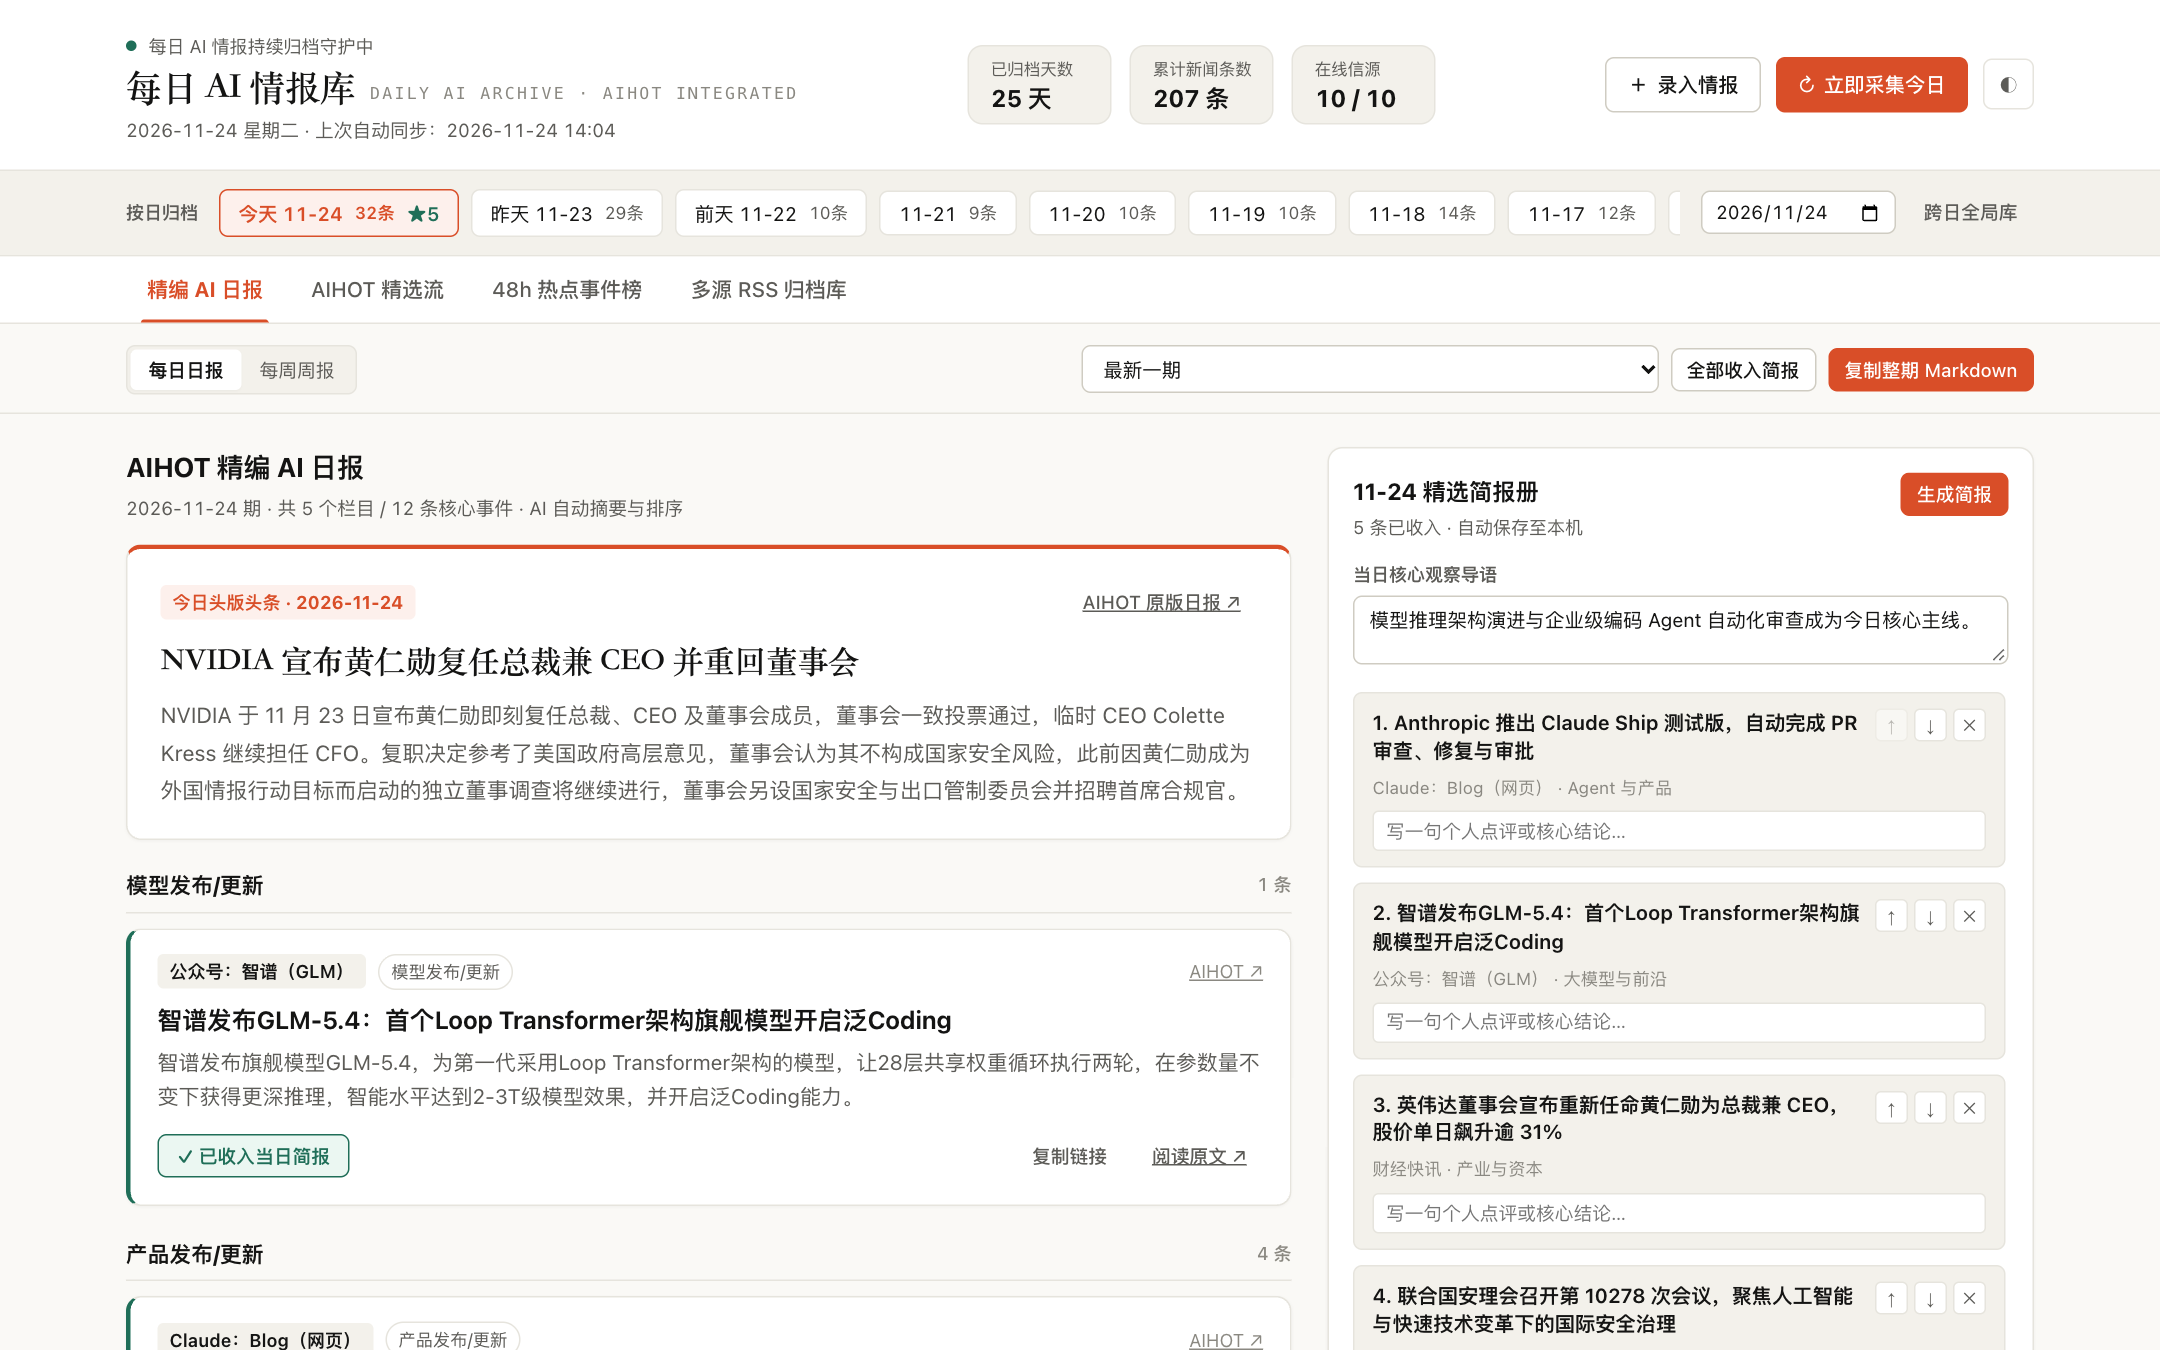 每日 AI 情报持续归档守护中
每日 AI 情报库 DAILY AI ARCHIVE · AIHOT INTEGRATED
2026-11-24 星期二 · 上次自动同步：2026-11-24 14:04
已归档天数
25 天
累计新闻条数
207 条
在线信源
10 / 10
＋ 录入情报
↻ 立即采集今日
按日归档
今天 11-24 32条 ★5
昨天 11-23 29条
前天 11-22 10条
11-21 9条
11-20 10条
11-19 10条
11-18 14条
11-17 12条
2026/11/24
跨日全局库
精编 AI 日报
AIHOT 精选流
48h 热点事件榜
多源 RSS 归档库
每日日报
每周周报
最新一期
全部收入简报
复制整期 Markdown
AIHOT 精编 AI 日报
2026-11-24 期 · 共 5 个栏目 / 12 条核心事件 · AI 自动摘要与排序
今日头版头条 · 2026-11-24
AIHOT 原版日报 ↗
NVIDIA 宣布黄仁勋复任总裁兼 CEO 并重回董事会
NVIDIA 于 11 月 23 日宣布黄仁勋即刻复任总裁、CEO 及董事会成员，董事会一致投票通过，临时 CEO Colette
Kress 继续担任 CFO。复职决定参考了美国政府高层意见，董事会认为其不构成国家安全风险，此前因黄仁勋成为
外国情报行动目标而启动的独立董事调查将继续进行，董事会另设国家安全与出口管制委员会并招聘首席合规官。
模型发布/更新
1 条
公众号：智谱（GLM）
模型发布/更新
AIHOT ↗
智谱发布GLM-5.4：首个Loop Transformer架构旗舰模型开启泛Coding
智谱发布旗舰模型GLM-5.4，为第一代采用Loop Transformer架构的模型，让28层共享权重循环执行两轮，在参数量不
变下获得更深推理，智能水平达到2-3T级模型效果，并开启泛Coding能力。
✓ 已收入当日简报
复制链接
阅读原文 ↗
产品发布/更新
4 条
Claude：Blog（网页）
产品发布/更新
AIHOT ↗
11-24 精选简报册
生成简报
5 条已收入 · 自动保存至本机
当日核心观察导语
模型推理架构演进与企业级编码 Agent 自动化审查成为今日核心主线。
1. Anthropic 推出 Claude Ship 测试版，自动完成 PR
审查、修复与审批
↑ ↓ ×
Claude：Blog（网页） · Agent 与产品
写一句个人点评或核心结论...
2. 智谱发布GLM-5.4：首个Loop Transformer架构旗
舰模型开启泛Coding
↑ ↓ ×
公众号：智谱（GLM） · 大模型与前沿
写一句个人点评或核心结论...
3. 英伟达董事会宣布重新任命黄仁勋为总裁兼 CEO，
股价单日飙升逾 31%
↑ ↓ ×
财经快讯 · 产业与资本
写一句个人点评或核心结论...
4. 联合国安理会召开第 10278 次会议，聚焦人工智能
与快速技术变革下的国际安全治理
↑ ↓ ×